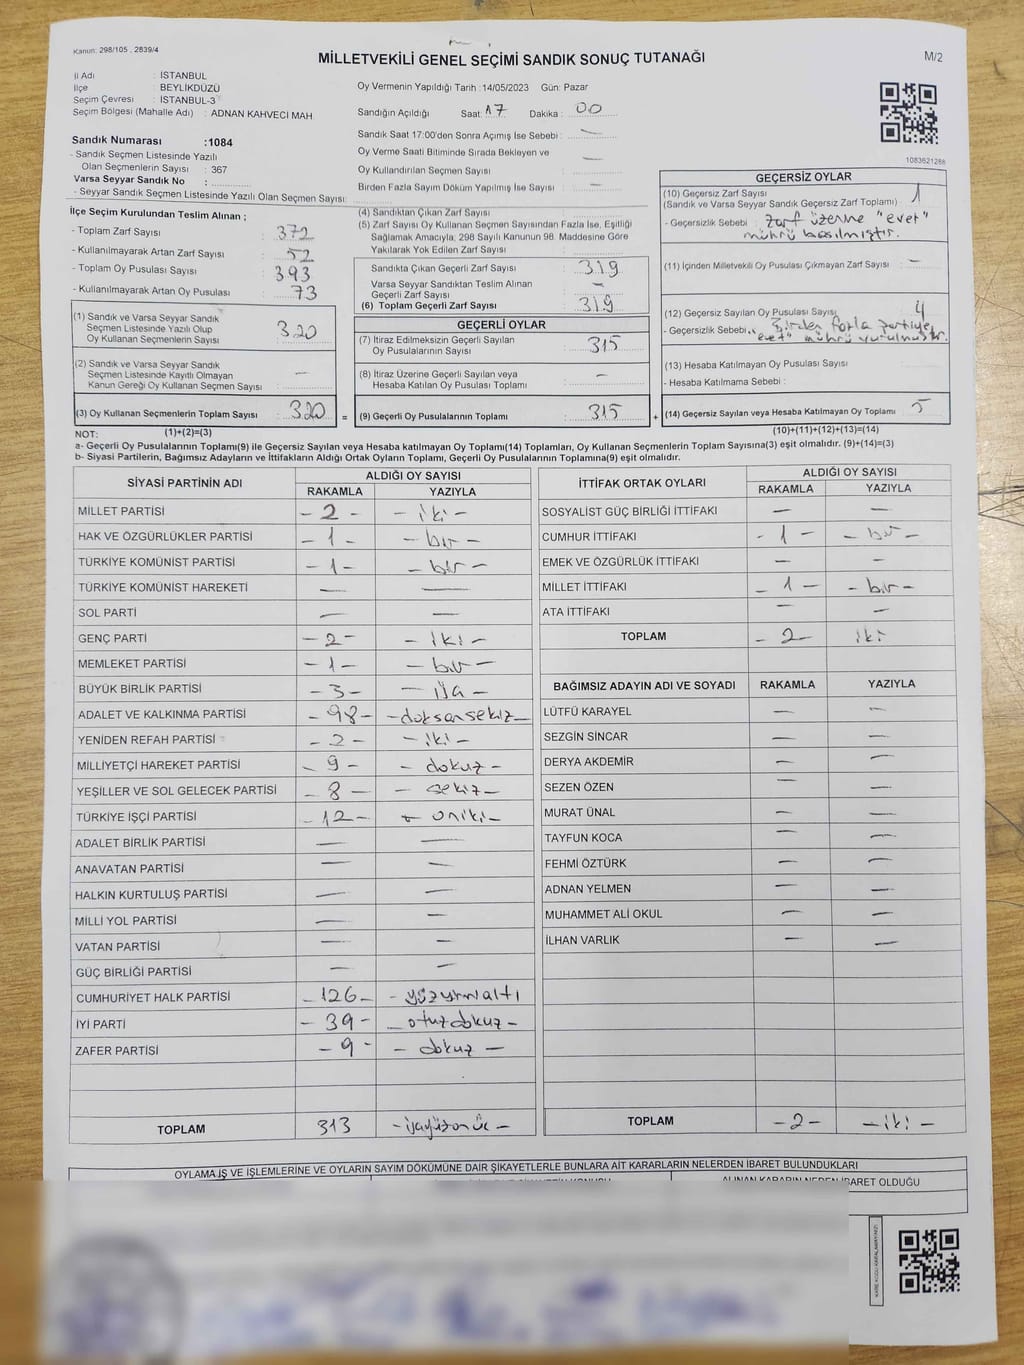 Kanun: 298/105 , 2839/4
MİLLETVEKİLİ GENEL SEÇİMİ SANDIK SONUÇ TUTANAĞI
M/2
İl Adı : İSTANBUL
İlçe : BEYLİKDÜZÜ
Seçim Çevresi : İSTANBUL-3
Seçim Bölgesi (Mahalle Adı) : ADNAN KAHVECİ MAH.
Oy Vermenin Yapıldığı Tarih :14/05/2023 Gün: Pazar
Sandığın Açıldığı Saat: 17 Dakika: 00
Sandık Saat 17:00'den Sonra Açımış İse Sebebi : —
Oy Verme Saati Bitiminde Sırada Bekleyen ve
Oy Kullandırılan Seçmen Sayısı : —
Birden Fazla Sayım Döküm Yapılmış İse Sayısı : —
Sandık Numarası :1084
- Sandık Seçmen Listesinde Yazılı
Olan Seçmenlerin Sayısı : 367
Varsa Seyyar Sandık No :
- Seyyar Sandık Seçmen Listesinde Yazılı Olan Seçmen Sayısı:
1083621288
İlçe Seçim Kurulundan Teslim Alınan ;
- Toplam Zarf Sayısı : 372
- Kullanılmayarak Artan Zarf Sayısı : 52
- Toplam Oy Pusulası Sayısı : 393
- Kullanılmayarak Artan Oy Pusulası : 73
(1) Sandık ve Varsa Seyyar Sandık
Seçmen Listesinde Yazılı Olup
Oy Kullanan Seçmenlerin Sayısı : 320
(2) Sandık ve Varsa Seyyar Sandık
Seçmen Listesinde Kayıtlı Olmayan
Kanun Gereği Oy Kullanan Seçmen Sayısı : —
(3) Oy Kullanan Seçmenlerin Toplam Sayısı : 320 =
(4) Sandıktan Çıkan Zarf Sayısı :
(5) Zarf Sayısı Oy Kullanan Seçmen Sayısından Fazla İse, Eşitliği
Sağlamak Amacıyla; 298 Sayılı Kanunun 98. Maddesine Göre
Yakılarak Yok Edilen Zarf Sayısı :
Sandıkta Çıkan Geçerli Zarf Sayısı : 319
Varsa Seyyar Sandıktan Teslim Alınan
Geçerli Zarf Sayısı : —
(6) Toplam Geçerli Zarf Sayısı : 319
GEÇERLİ OYLAR
(7) İtiraz Edilmeksizin Geçerli Sayılan
Oy Pusulalarının Sayısı : 315
(8) İtiraz Üzerine Geçerli Sayılan veya
Hesaba Katılan Oy Pusulası Toplamı : —
(9) Geçerli Oy Pusulalarının Toplamı : 315 +
GEÇERSİZ OYLAR
(10) Geçersiz Zarf Sayısı
(Sandık ve Varsa Seyyar Sandık Geçersiz Zarf Toplamı) : 1
- Geçersizlik Sebebi : Zarf üzerine "evet"
mührü basılmıştır.
(11) İçinden Milletvekili Oy Pusulası Çıkmayan Zarf Sayısı : —
(12) Geçersiz Sayılan Oy Pusulası Sayısı : 4
- Geçersizlik Sebebi : Birden fazla partiye
"evet" mührü vurulmuştur.
(13) Hesaba Katılmayan Oy Pusulası Sayısı :
- Hesaba Katılmama Sebebi :
(14) Geçersiz Sayılan veya Hesaba Katılmayan Oy Toplamı : 5
NOT: (1)+(2)=(3) (10)+(11)+(12)+(13)=(14)
a- Geçerli Oy Pusulalarının Toplamı(9) ile Geçersiz Sayılan veya Hesaba katılmayan Oy Toplamı(14) Toplamları, Oy Kullanan Seçmenlerin Toplam Sayısına(3) eşit olmalıdır. (9)+(14)=(3)
b- Siyasi Partilerin, Bağımsız Adayların ve İttifakların Aldığı Ortak Oyların Toplamı, Geçerli Oy Pusulalarının Toplamına(9) eşit olmalıdır.
SİYASİ PARTİNİN ADI ALDIĞI OY SAYISI
RAKAMLA YAZIYLA
MİLLET PARTİSİ - 2 - - iki -
HAK VE ÖZGÜRLÜKLER PARTİSİ - 1 - - bir -
TÜRKİYE KOMÜNİST PARTİSİ - 1 - - bir -
TÜRKİYE KOMÜNİST HAREKETİ — —
SOL PARTİ — —
GENÇ PARTİ - 2 - - iki -
MEMLEKET PARTİSİ - 1 - - bir -
BÜYÜK BİRLİK PARTİSİ - 3 - - üç -
ADALET VE KALKINMA PARTİSİ - 98 - - doksansekiz -
YENİDEN REFAH PARTİSİ - 2 - - iki -
MİLLİYETÇİ HAREKET PARTİSİ - 9 - - dokuz -
YEŞİLLER VE SOL GELECEK PARTİSİ - 8 - - sekiz -
TÜRKİYE İŞÇİ PARTİSİ - 12 - - oniki -
ADALET BİRLİK PARTİSİ — —
ANAVATAN PARTİSİ — —
HALKIN KURTULUŞ PARTİSİ — —
MİLLİ YOL PARTİSİ — —
VATAN PARTİSİ — —
GÜÇ BİRLİĞİ PARTİSİ — —
CUMHURİYET HALK PARTİSİ - 126 - - yüzyirmialtı
İYİ PARTİ - 39 - - otuzdokuz -
ZAFER PARTİSİ - 9 - - dokuz -
TOPLAM 313 - üçyüzonüç -
İTTİFAK ORTAK OYLARI ALDIĞI OY SAYISI
RAKAMLA YAZIYLA
SOSYALİST GÜÇ BİRLİĞİ İTTİFAKI — —
CUMHUR İTTİFAKI - 1 - - bir -
EMEK VE ÖZGÜRLÜK İTTİFAKI — —
MİLLET İTTİFAKI - 1 - - bir -
ATA İTTİFAKI — —
TOPLAM - 2 - iki
BAĞIMSIZ ADAYIN ADI VE SOYADI RAKAMLA YAZIYLA
LÜTFÜ KARAYEL — —
SEZGİN SİNCAR — —
DERYA AKDEMİR — —
SEZEN ÖZEN — —
MURAT ÜNAL — —
TAYFUN KOCA — —
FEHMİ ÖZTÜRK — —
ADNAN YELMEN — —
MUHAMMET ALİ OKUL — —
İLHAN VARLIK — —
TOPLAM - 2 - - iki -
OYLAMA İŞ VE İŞLEMLERİNE VE OYLARIN SAYIM DÖKÜMÜNE DAİR ŞİKAYETLERLE BUNLARA AİT KARARLARIN NELERDEN İBARET BULUNDUKLARI
ALINAN KARARIN NEDEN İBARET OLDUĞU